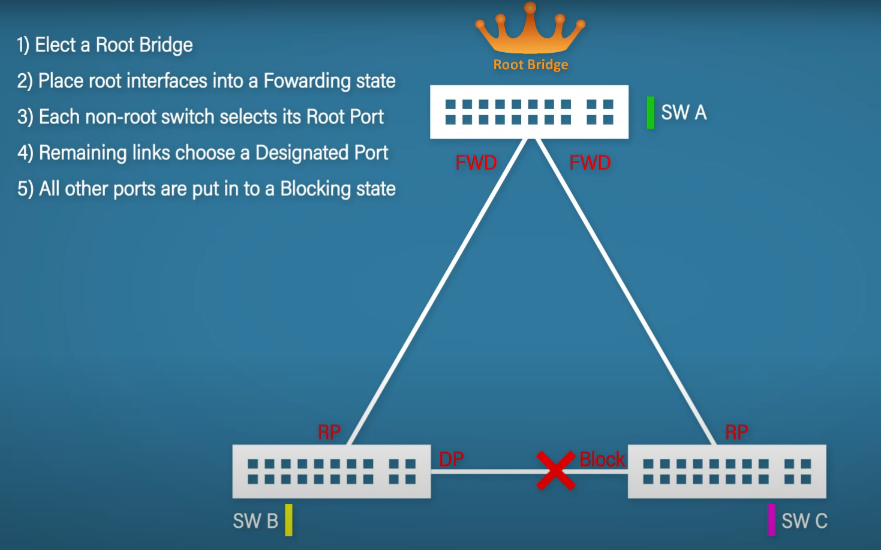 1) Elect a Root Bridge
2) Place root interfaces into a Fowarding state
3) Each non-root switch selects its Root Port
4) Remaining links choose a Designated Port
5) All other ports are put in to a Blocking state
Root Bridge
SW A
FWD
FWD
RP
RP
DP
Block
SW B
SW C